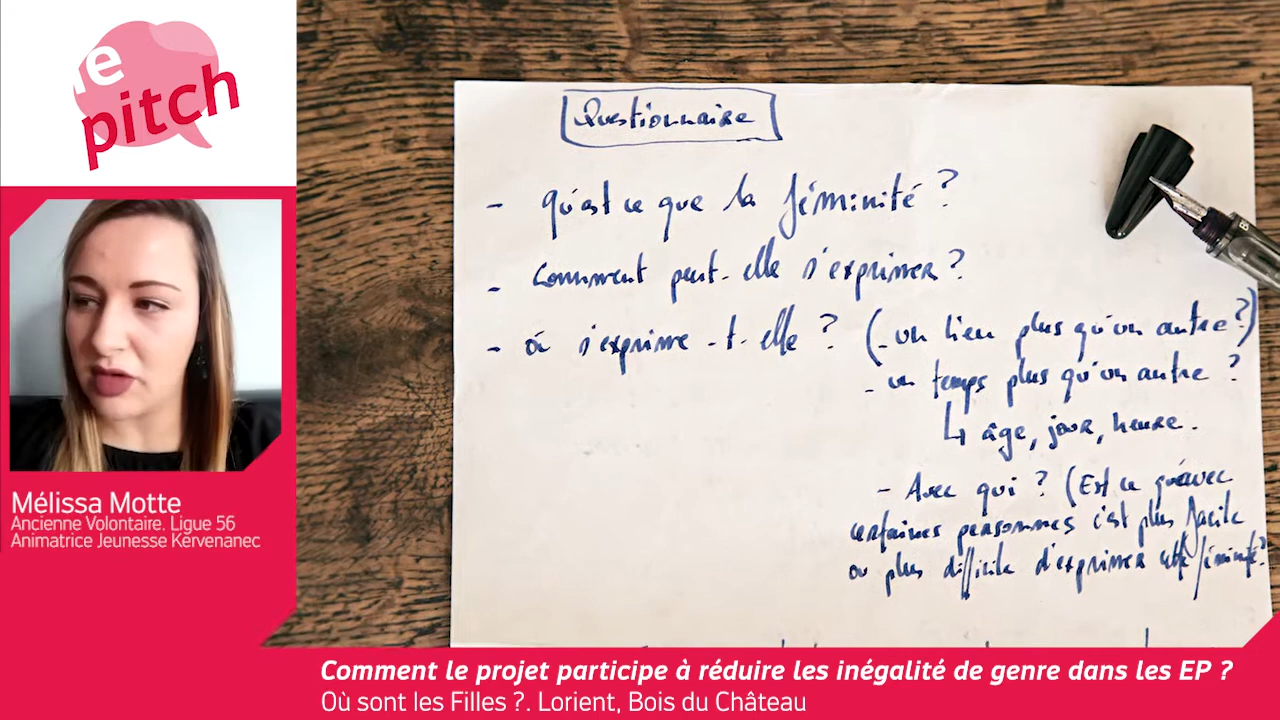 le
pitch
Mélissa Motte
Ancienne Volontaire. Ligue 56
Animatrice Jeunesse Kervenanec
Questionnaire
- qu'est ce que la féminité ?
- Comment peut-elle s'exprimer ?
- où s'exprime-t-elle ? (- un lieu plus qu'un autre ?)
- un temps plus qu'un autre ?
↳ âge, jour, heure.
- Avec qui ? (Est ce qu'avec
certaines personnes c'est plus facile
ou plus difficile d'exprimer cette féminité ?
Comment le projet participe à réduire les inégalité de genre dans les EP ?
Où sont les Filles ?. Lorient, Bois du Château